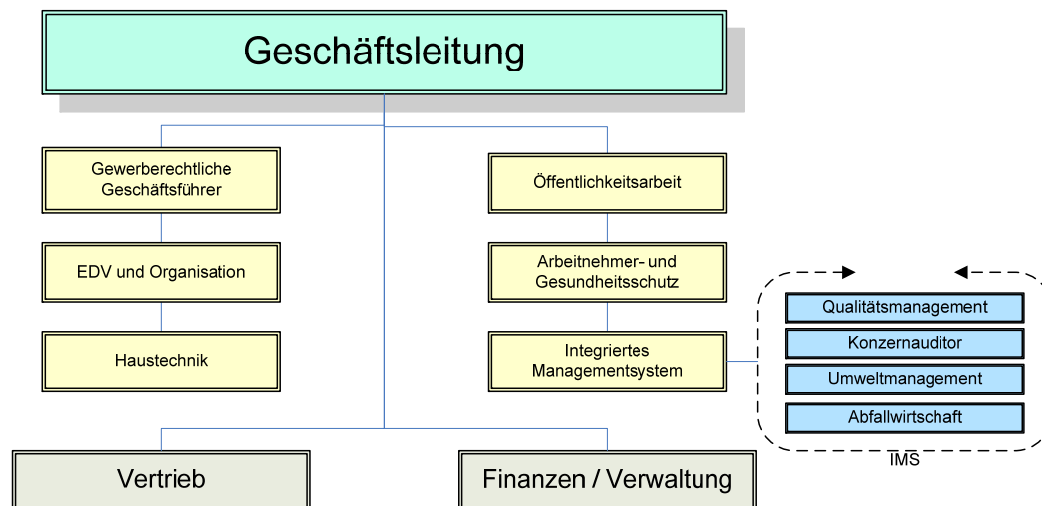 Geschäftsleitung
Gewerberechtliche
Geschäftsführer
Öffentlichkeitsarbeit
EDV und Organisation
Arbeitnehmer- und
Gesundheitsschutz
Haustechnik
Integriertes
Managementsystem
Qualitätsmanagement
Konzernauditor
Umweltmanagement
Abfallwirtschaft
IMS
Vertrieb
Finanzen / Verwaltung